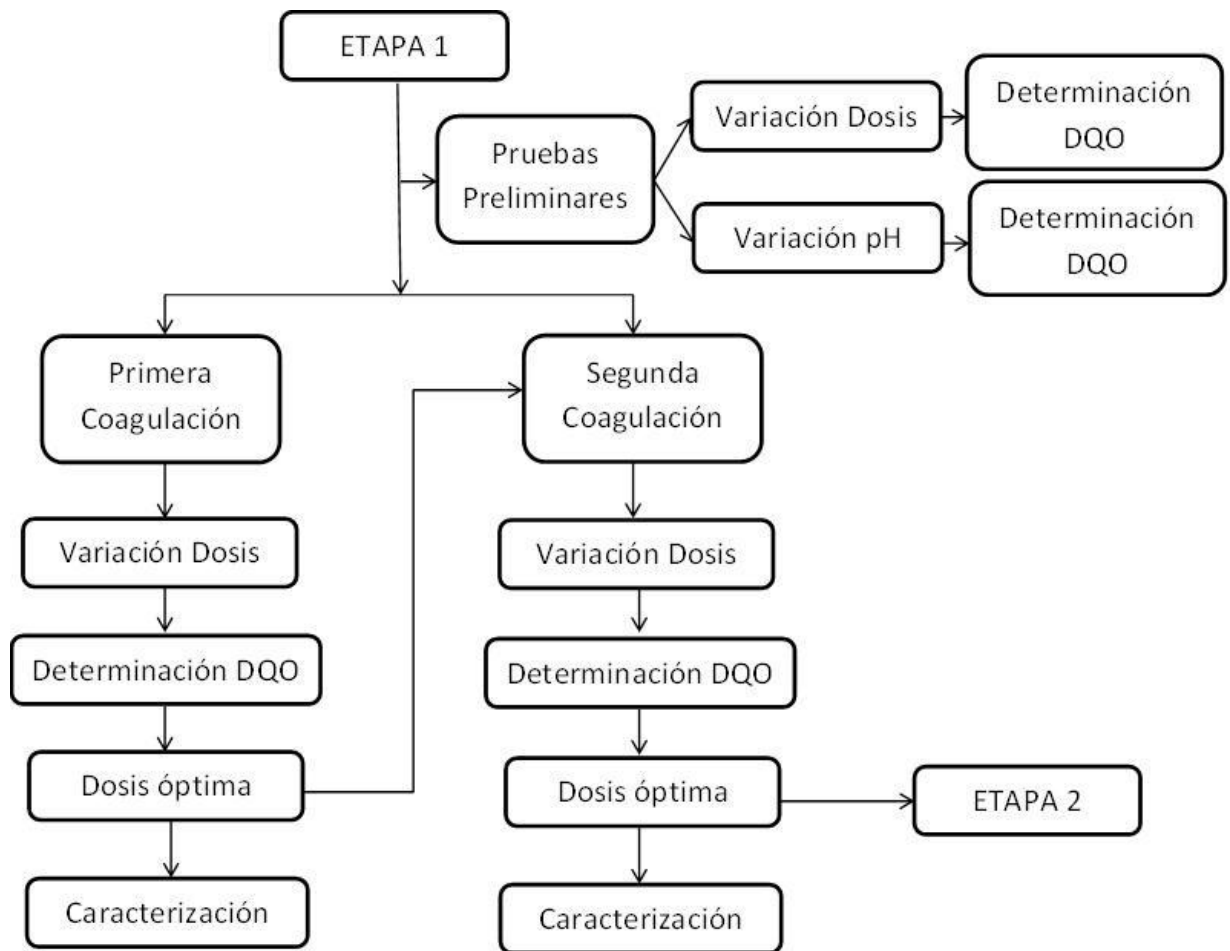 ETAPA 1
Pruebas
Preliminares
Variación Dosis
Determinación
DQO
Variación pH
Determinación
DQO
Primera
Coagulación
Variación Dosis
Determinación DQO
Dosis óptima
Caracterización
Segunda
Coagulación
Variación Dosis
Determinación DQO
Dosis óptima
Caracterización
ETAPA 2